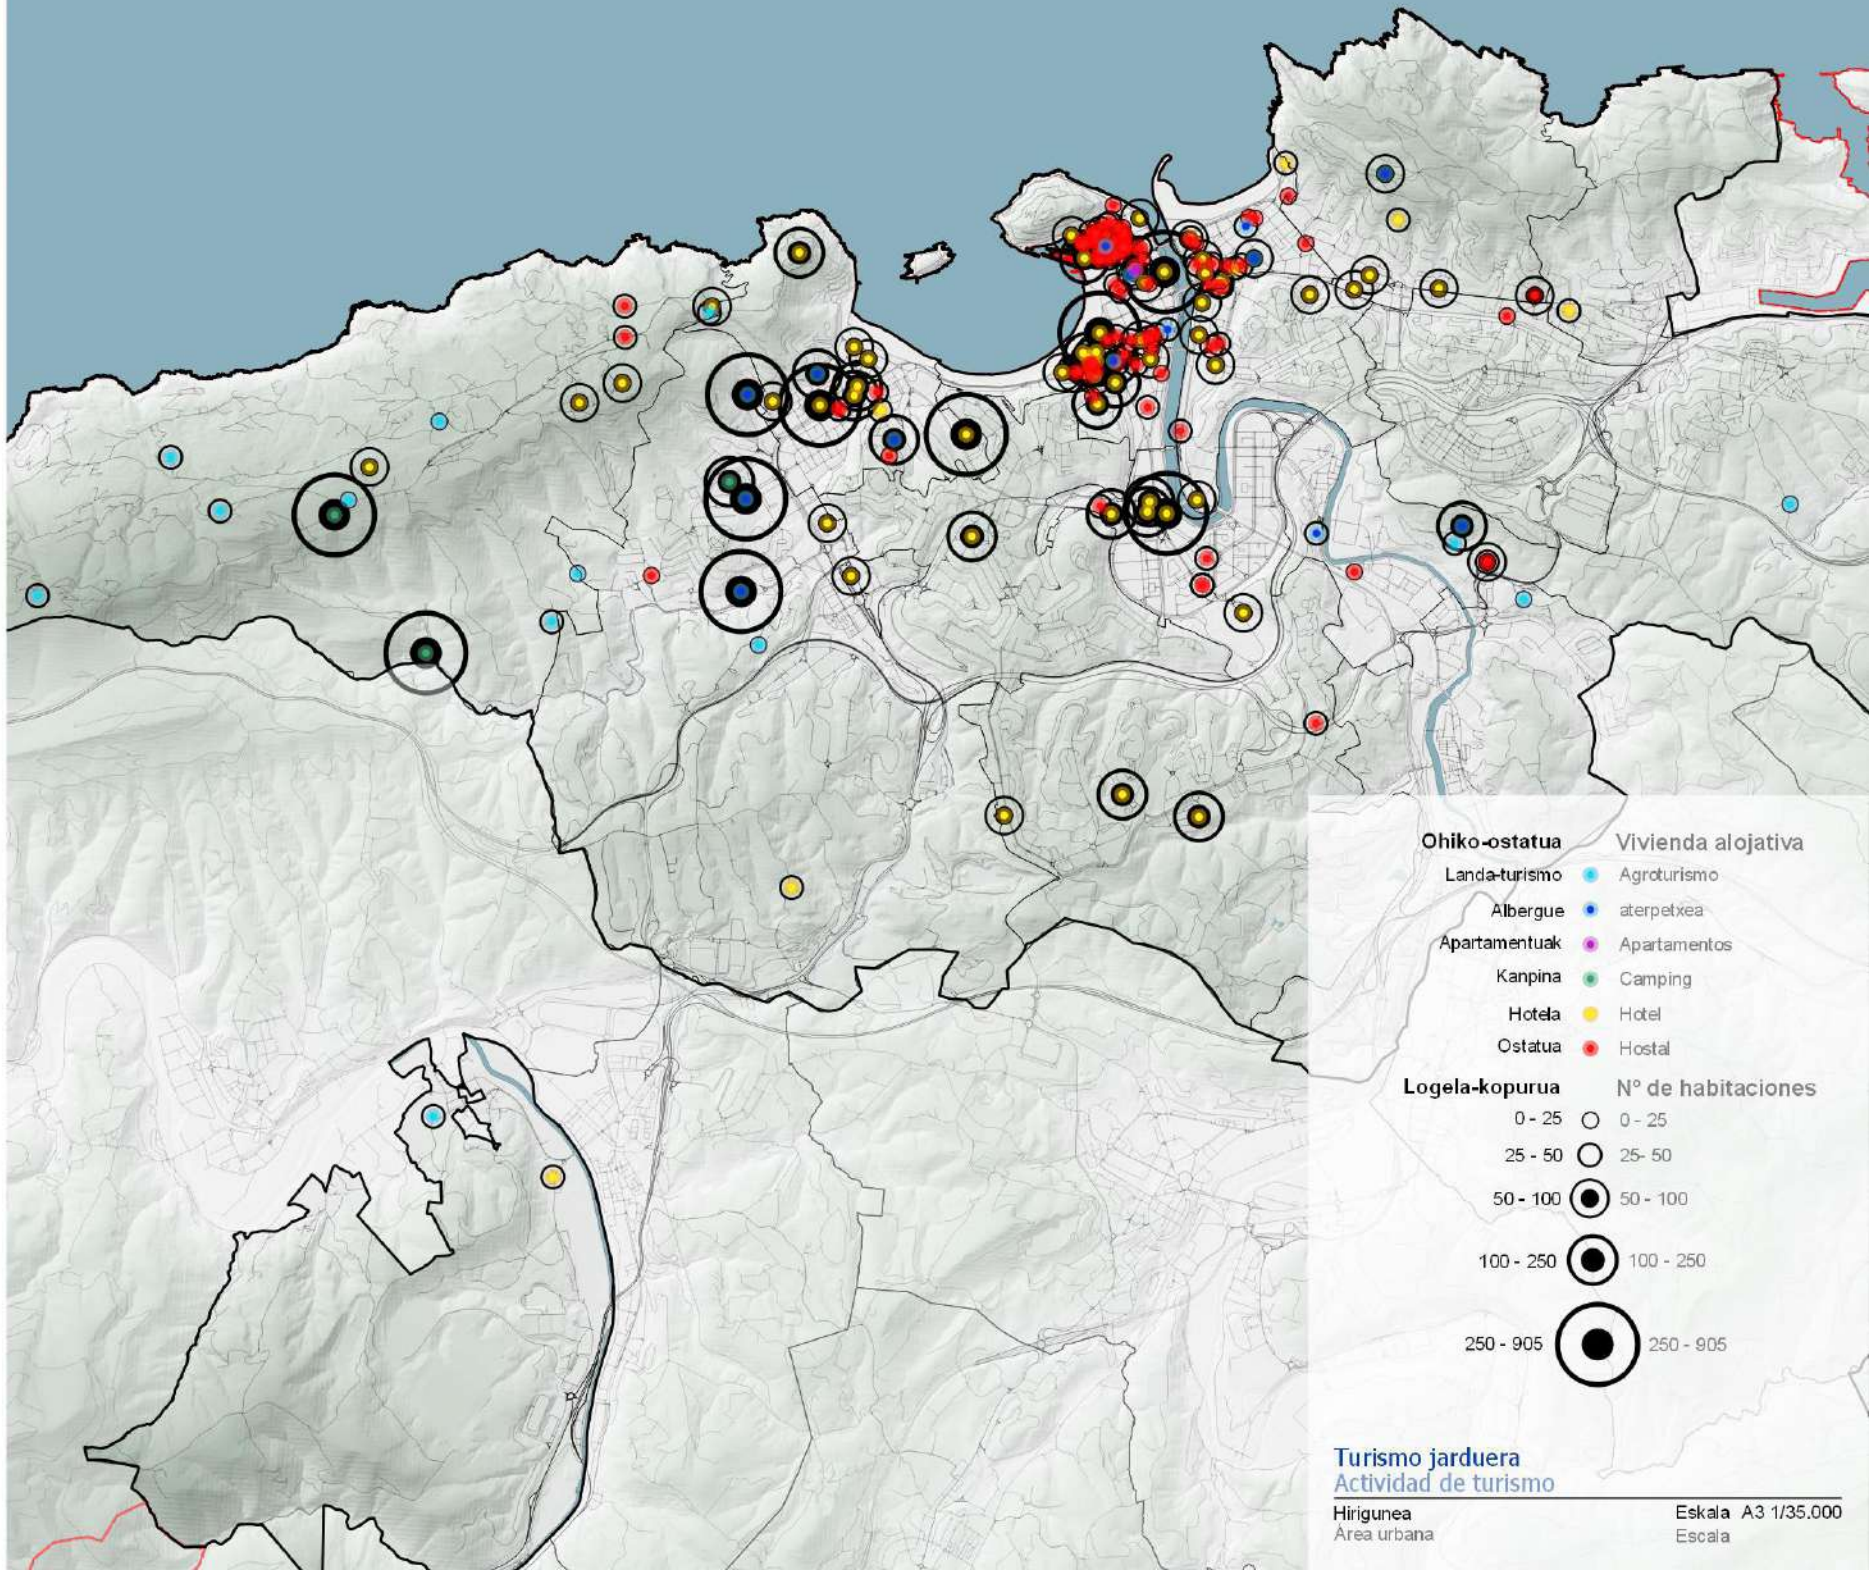 Ohiko-ostatua Vivienda alojativa
Landa-turismo Agroturismo
Albergue aterpetxea
Apartamentuak Apartamentos
Kanpina Camping
Hotela Hotel
Ostatua Hostal
Logela-kopurua Nº de habitaciones
0 - 25 0 - 25
25 - 50 25- 50
50 - 100 50 - 100
100 - 250 100 - 250
250 - 905 250 - 905
Turismo jarduera
Actividad de turismo
Hirigunea Eskala A3 1/35.000
Área urbana Escala